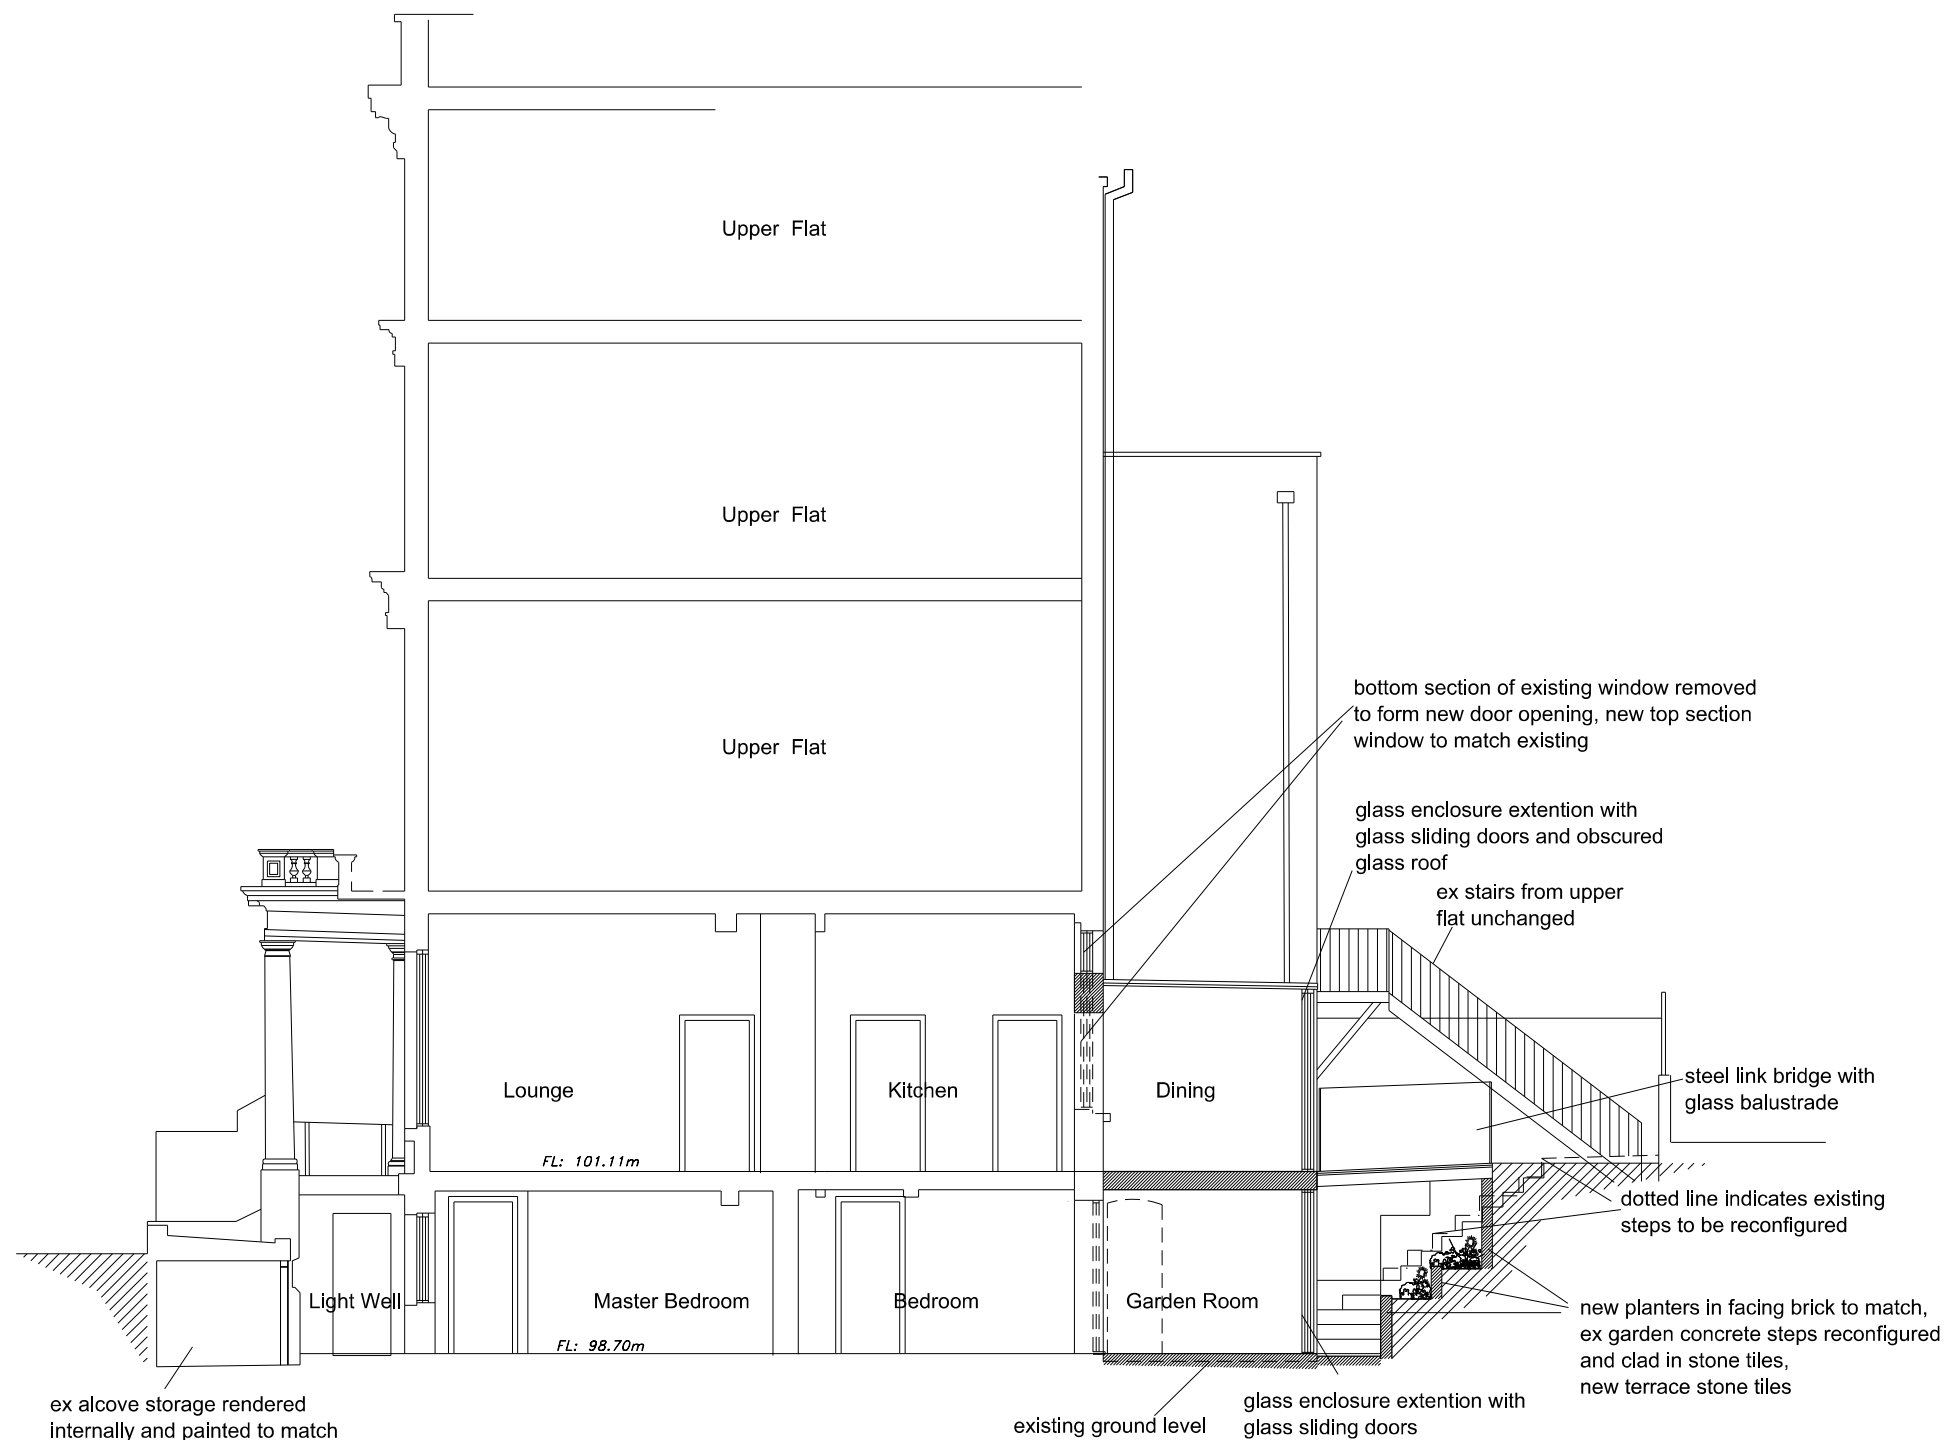 Upper Flat
Upper Flat
Upper Flat
bottom section of existing window removed
to form new door opening, new top section
window to match existing
glass enclosure extention with
glass sliding doors and obscured
glass roof
ex stairs from upper
flat unchanged
Lounge
Kitchen
Dining
steel link bridge with
glass balustrade
FL: 101.11m
dotted line indicates existing
steps to be reconfigured
Light Well
Master Bedroom
Bedroom
Garden Room
new planters in facing brick to match,
ex garden concrete steps reconfigured
and clad in stone tiles,
new terrace stone tiles
FL: 98.70m
ex alcove storage rendered
internally and painted to match
existing ground level
glass enclosure extention with
glass sliding doors